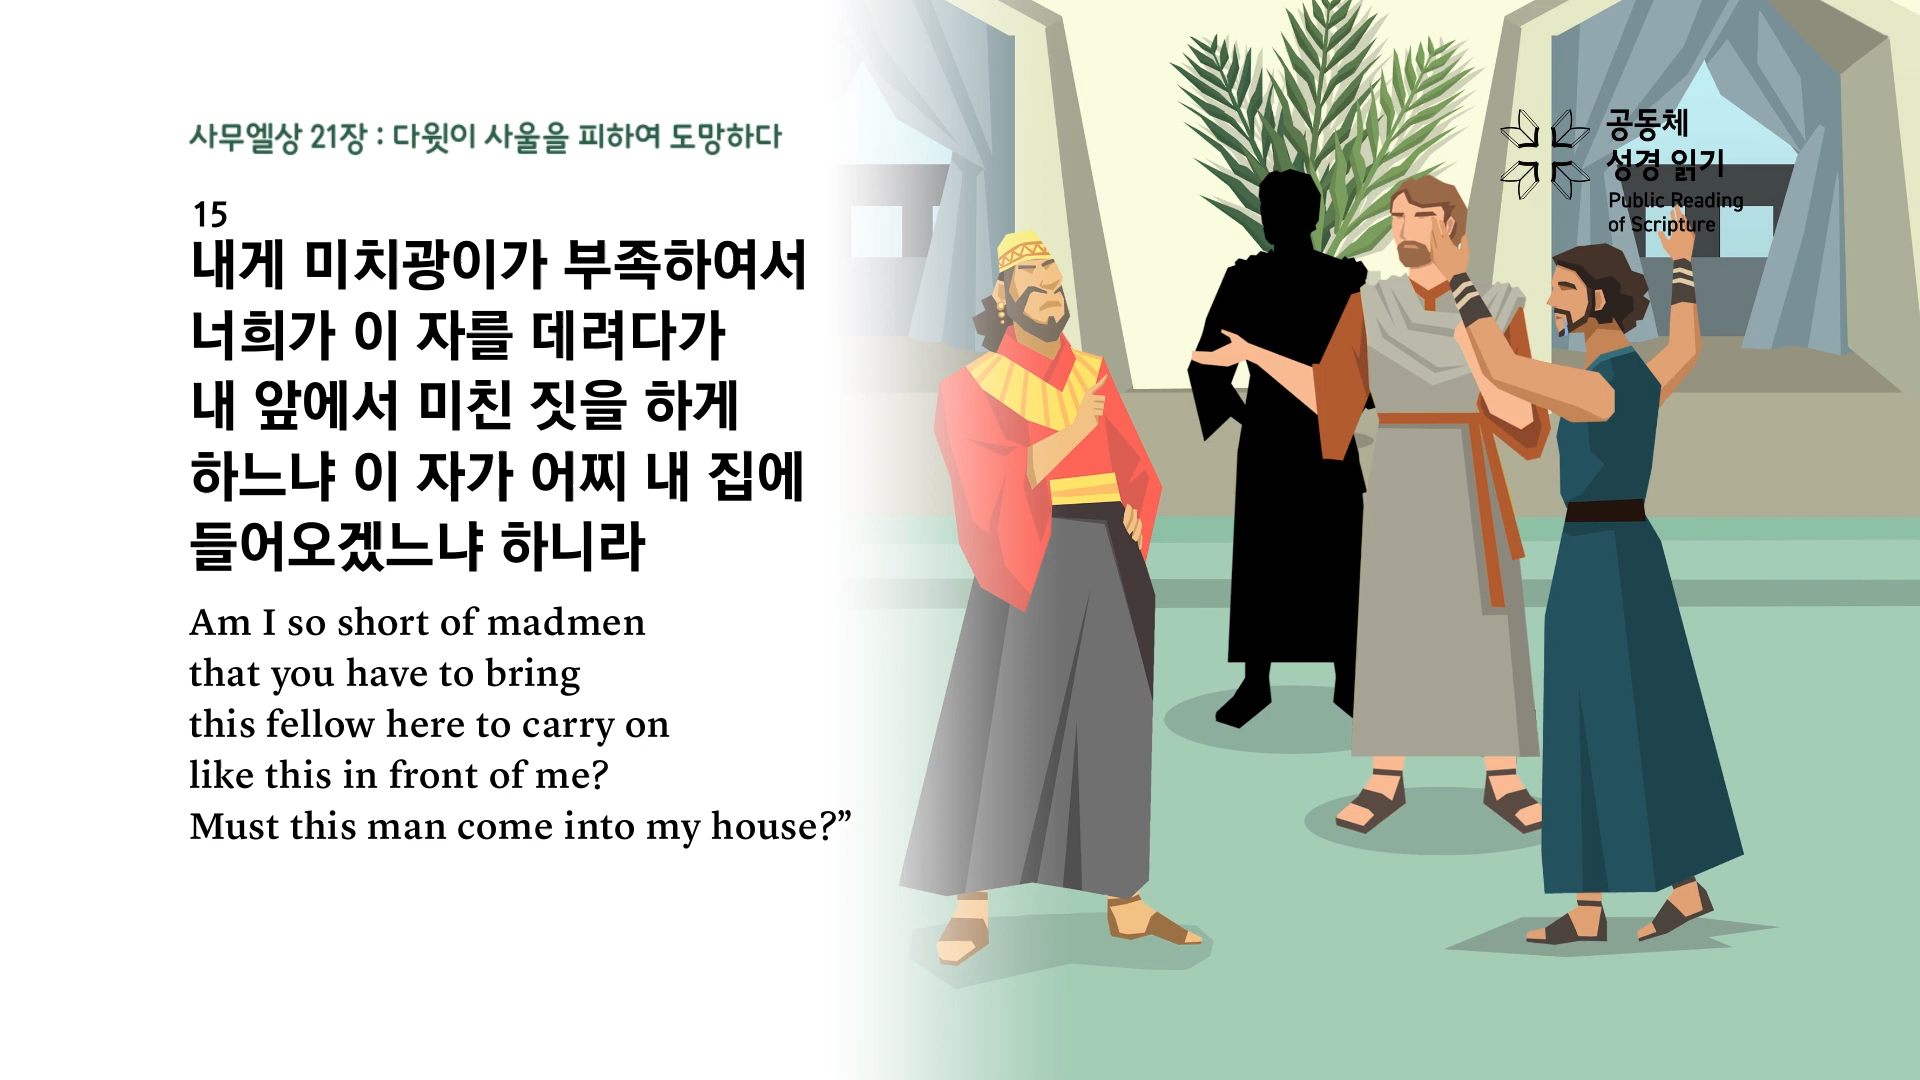 사무엘상 21장 : 다윗이 사울을 피하여 도망하다
15
내게 미치광이가 부족하여서
너희가 이 자를 데려다가
내 앞에서 미친 짓을 하게
하느냐 이 자가 어찌 내 집에
들어오겠느냐 하니라
Am I so short of madmen
that you have to bring
this fellow here to carry on
like this in front of me?
Must this man come into my house?”
공동체
성경 읽기
Public Reading
of Scripture